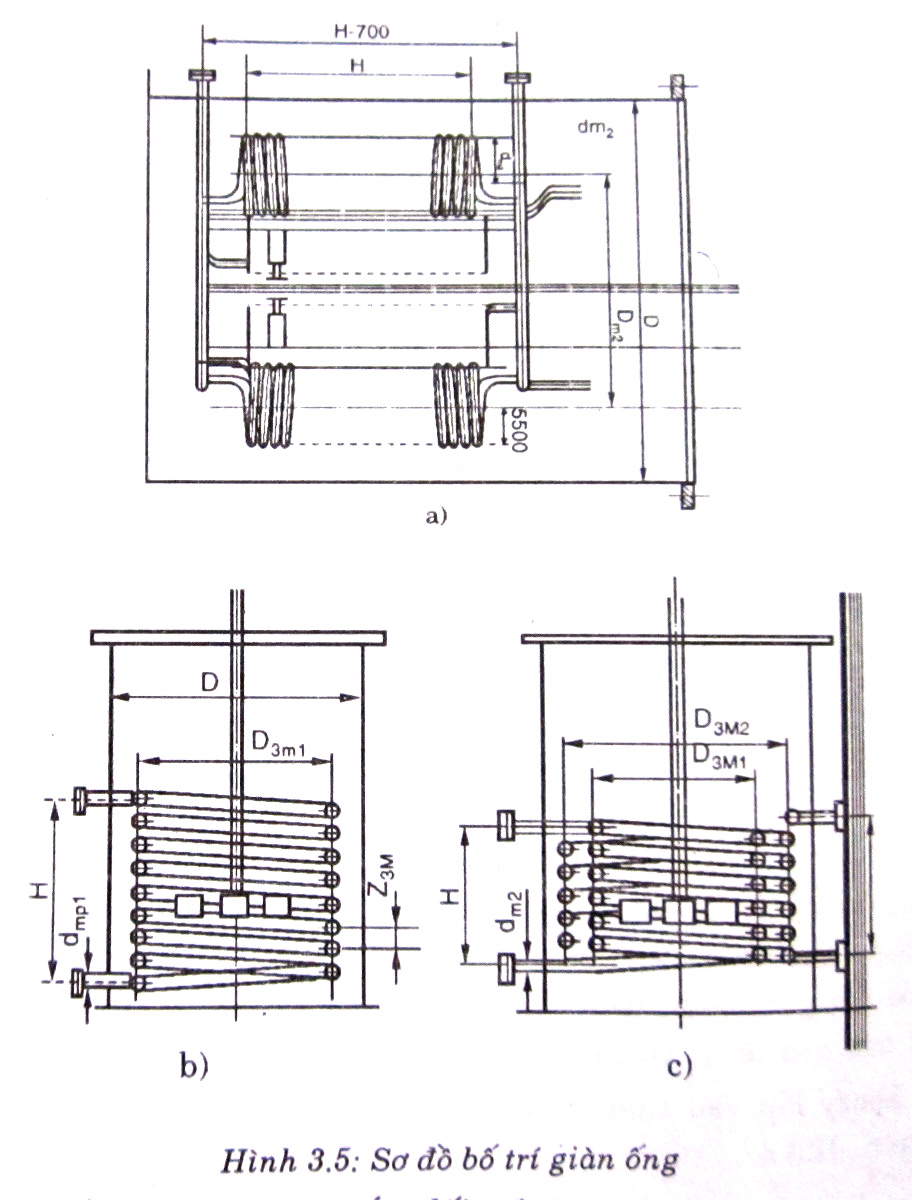 H-700
H
dm2
d
D
Dm2
5500
a)
D
D3m1
H
dmp1
Z3M
b)
D3M2
D3M1
H
dm2
c)
Hình 3.5: Sơ đồ bố trí giàn ống